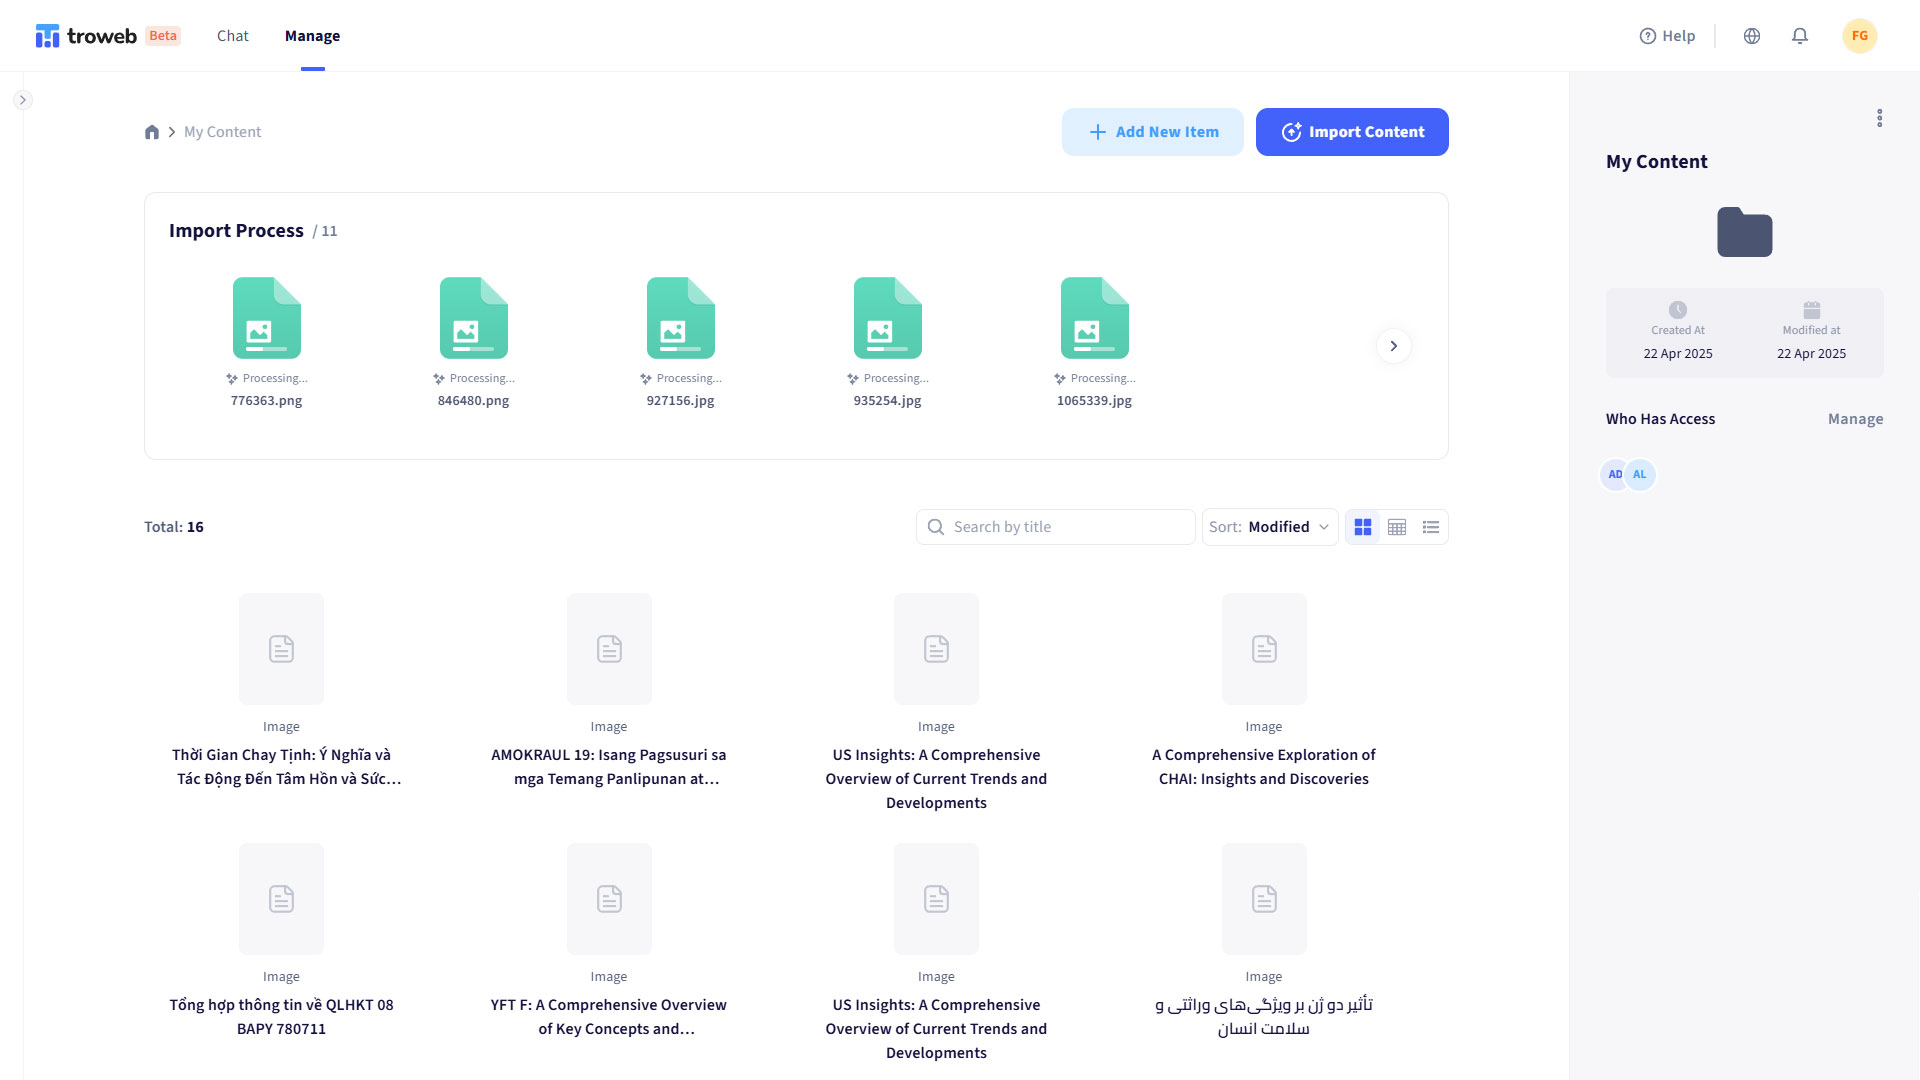 troweb Beta Chat Manage Help FG
My Content
Add New Item
Import Content
Import Process / 11
Processing... Processing... Processing... Processing... Processing...
776363.png 846480.png 927156.jpg 935254.jpg 1065339.jpg
Total: 16
Search by title
Sort: Modified
Image
Thời Gian Chay Tịnh: Ý Nghĩa và
Tác Động Đến Tâm Hồn và Sức...
Image
AMOKRAUL 19: Isang Pagsusuri sa
mga Temang Panlipunan at...
Image
US Insights: A Comprehensive
Overview of Current Trends and
Developments
Image
A Comprehensive Exploration of
CHAI: Insights and Discoveries
Image
Tổng hợp thông tin về QLHKT 08
BAPY 780711
Image
YFT F: A Comprehensive Overview
of Key Concepts and...
Image
US Insights: A Comprehensive
Overview of Current Trends and
Developments
Image
تأثیر دو ژن بر ویژگی‌های وراثتی و
سلامت انسان
My Content
Created At Modified at
22 Apr 2025 22 Apr 2025
Who Has Access Manage
AD AL